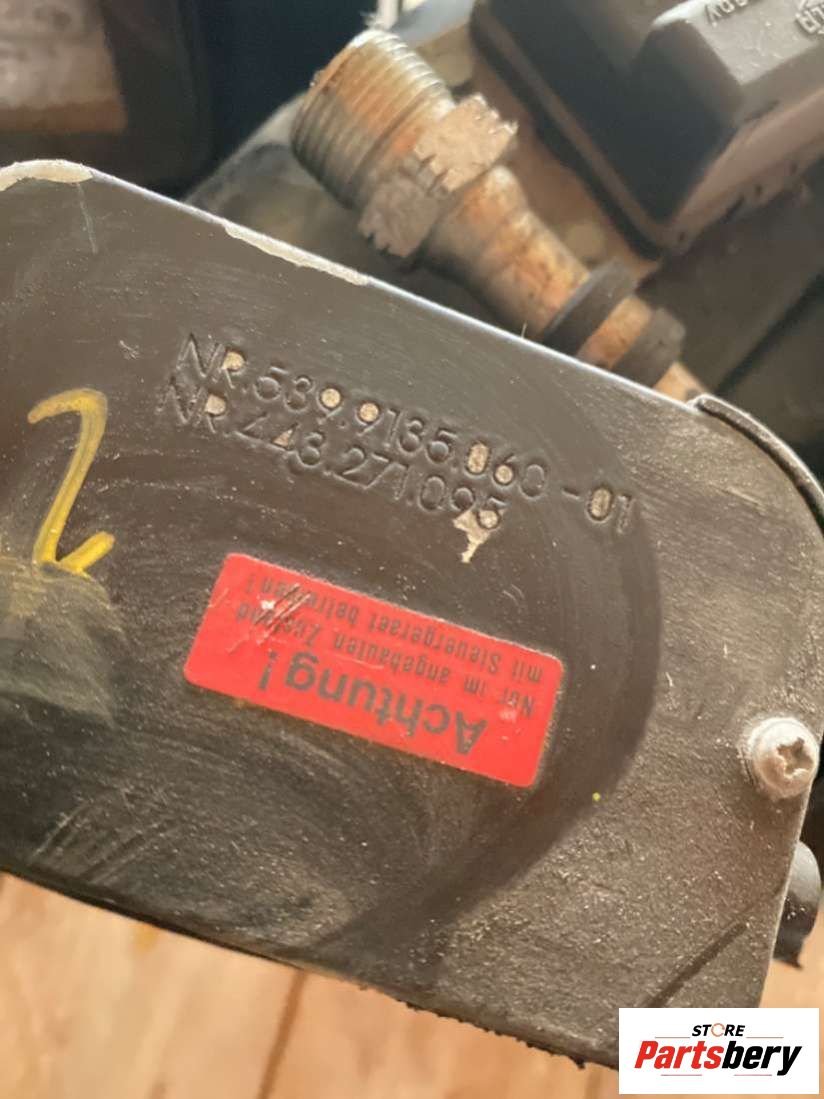 NR.539.9135.060-01
NR.443.271.095
Achtung!
Nur im angebauten Zustand
mit Steuergeraet betreiben!
2
STORE
Partsbery